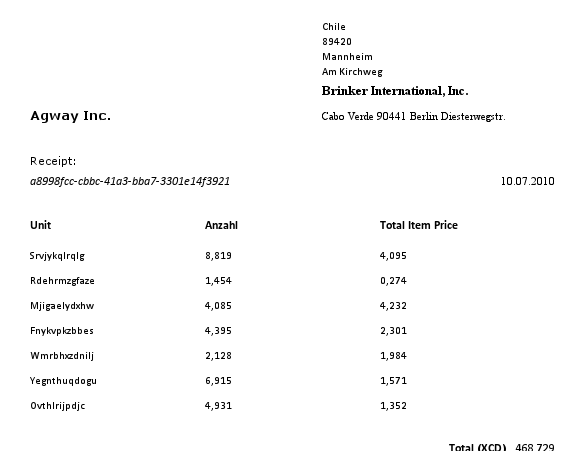 Chile
89420
Mannheim
Am Kirchweg
Brinker International, Inc.
Agway Inc.
Cabo Verde 90441 Berlin Diesterwegstr.
Receipt:
a8998fcc-cbbc-41a3-bba7-3301e14f3921
10.07.2010
Unit Anzahl Total Item Price
Srvjykqlrqlg 8,819 4,095
Rdehrmzgfaze 1,454 0,274
Mjigaelydxhw 4,085 4,232
Fnykvpkzbbes 4,395 2,301
Wmrbhxzdnilj 2,128 1,984
Yegnthuqdogu 6,915 1,571
Ovthlrijpdjc 4,931 1,352
Total (XCD) 468,729